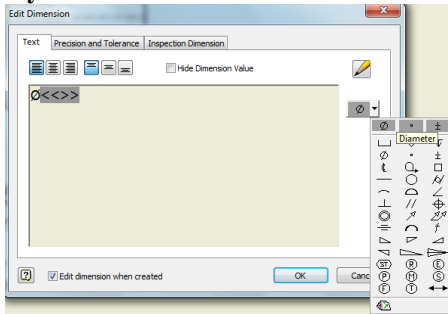 Edit Dimension
Text Precision and Tolerance Inspection Dimension
Hide Dimension Value
Ø<<>>
Ø
Diameter
Edit dimension when created
OK
Canc